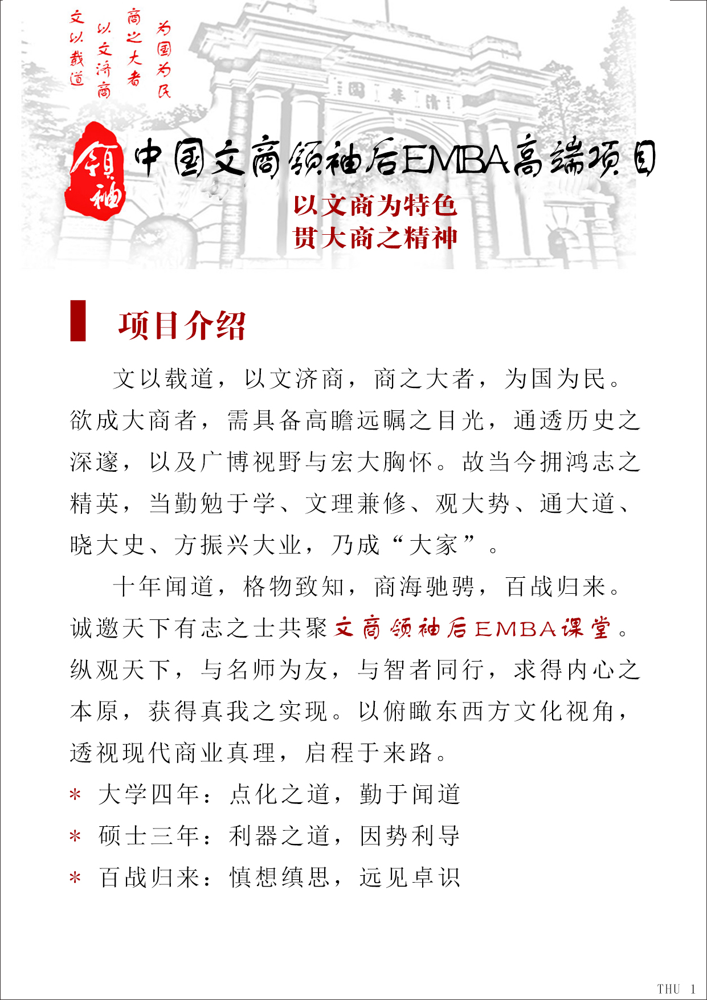 文以载道
以文济商
商之大者
为国为民
清华园
领袖
中国文商领袖后EMBA高端项目
以文商为特色
贯大商之精神
项目介绍
文以载道，以文济商，商之大者，为国为民。
欲成大商者，需具备高瞻远瞩之目光，通透历史之
深邃，以及广博视野与宏大胸怀。故当今拥鸿志之
精英，当勤勉于学、文理兼修、观大势、通大道、
晓大史、方振兴大业，乃成“大家”。
十年闻道，格物致知，商海驰骋，百战归来。
诚邀天下有志之士共聚文商领袖后EMBA课堂。
纵观天下，与名师为友，与智者同行，求得内心之
本原，获得真我之实现。以俯瞰东西方文化视角，
透视现代商业真理，启程于来路。
* 大学四年：点化之道，勤于闻道
* 硕士三年：利器之道，因势利导
* 百战归来：慎想缜思，远见卓识
THU 1